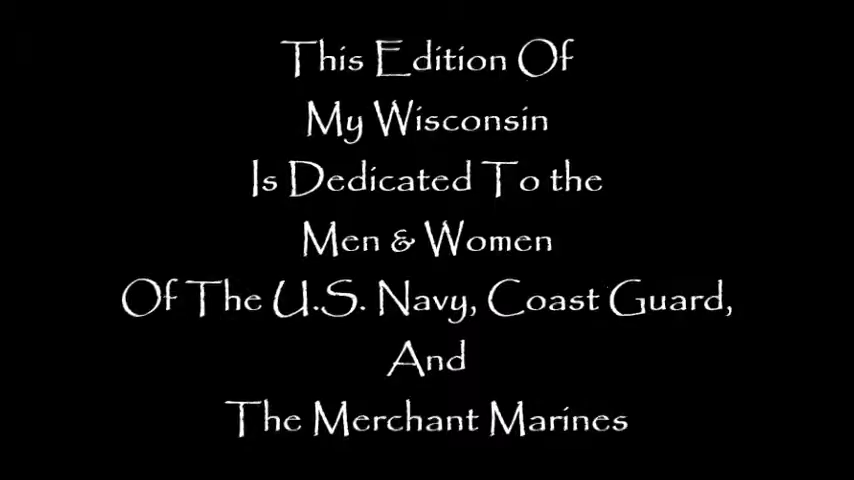 This Edition Of
My Wisconsin
Is Dedicated To the
Men & Women
Of The U.S. Navy, Coast Guard,
And
The Merchant Marines